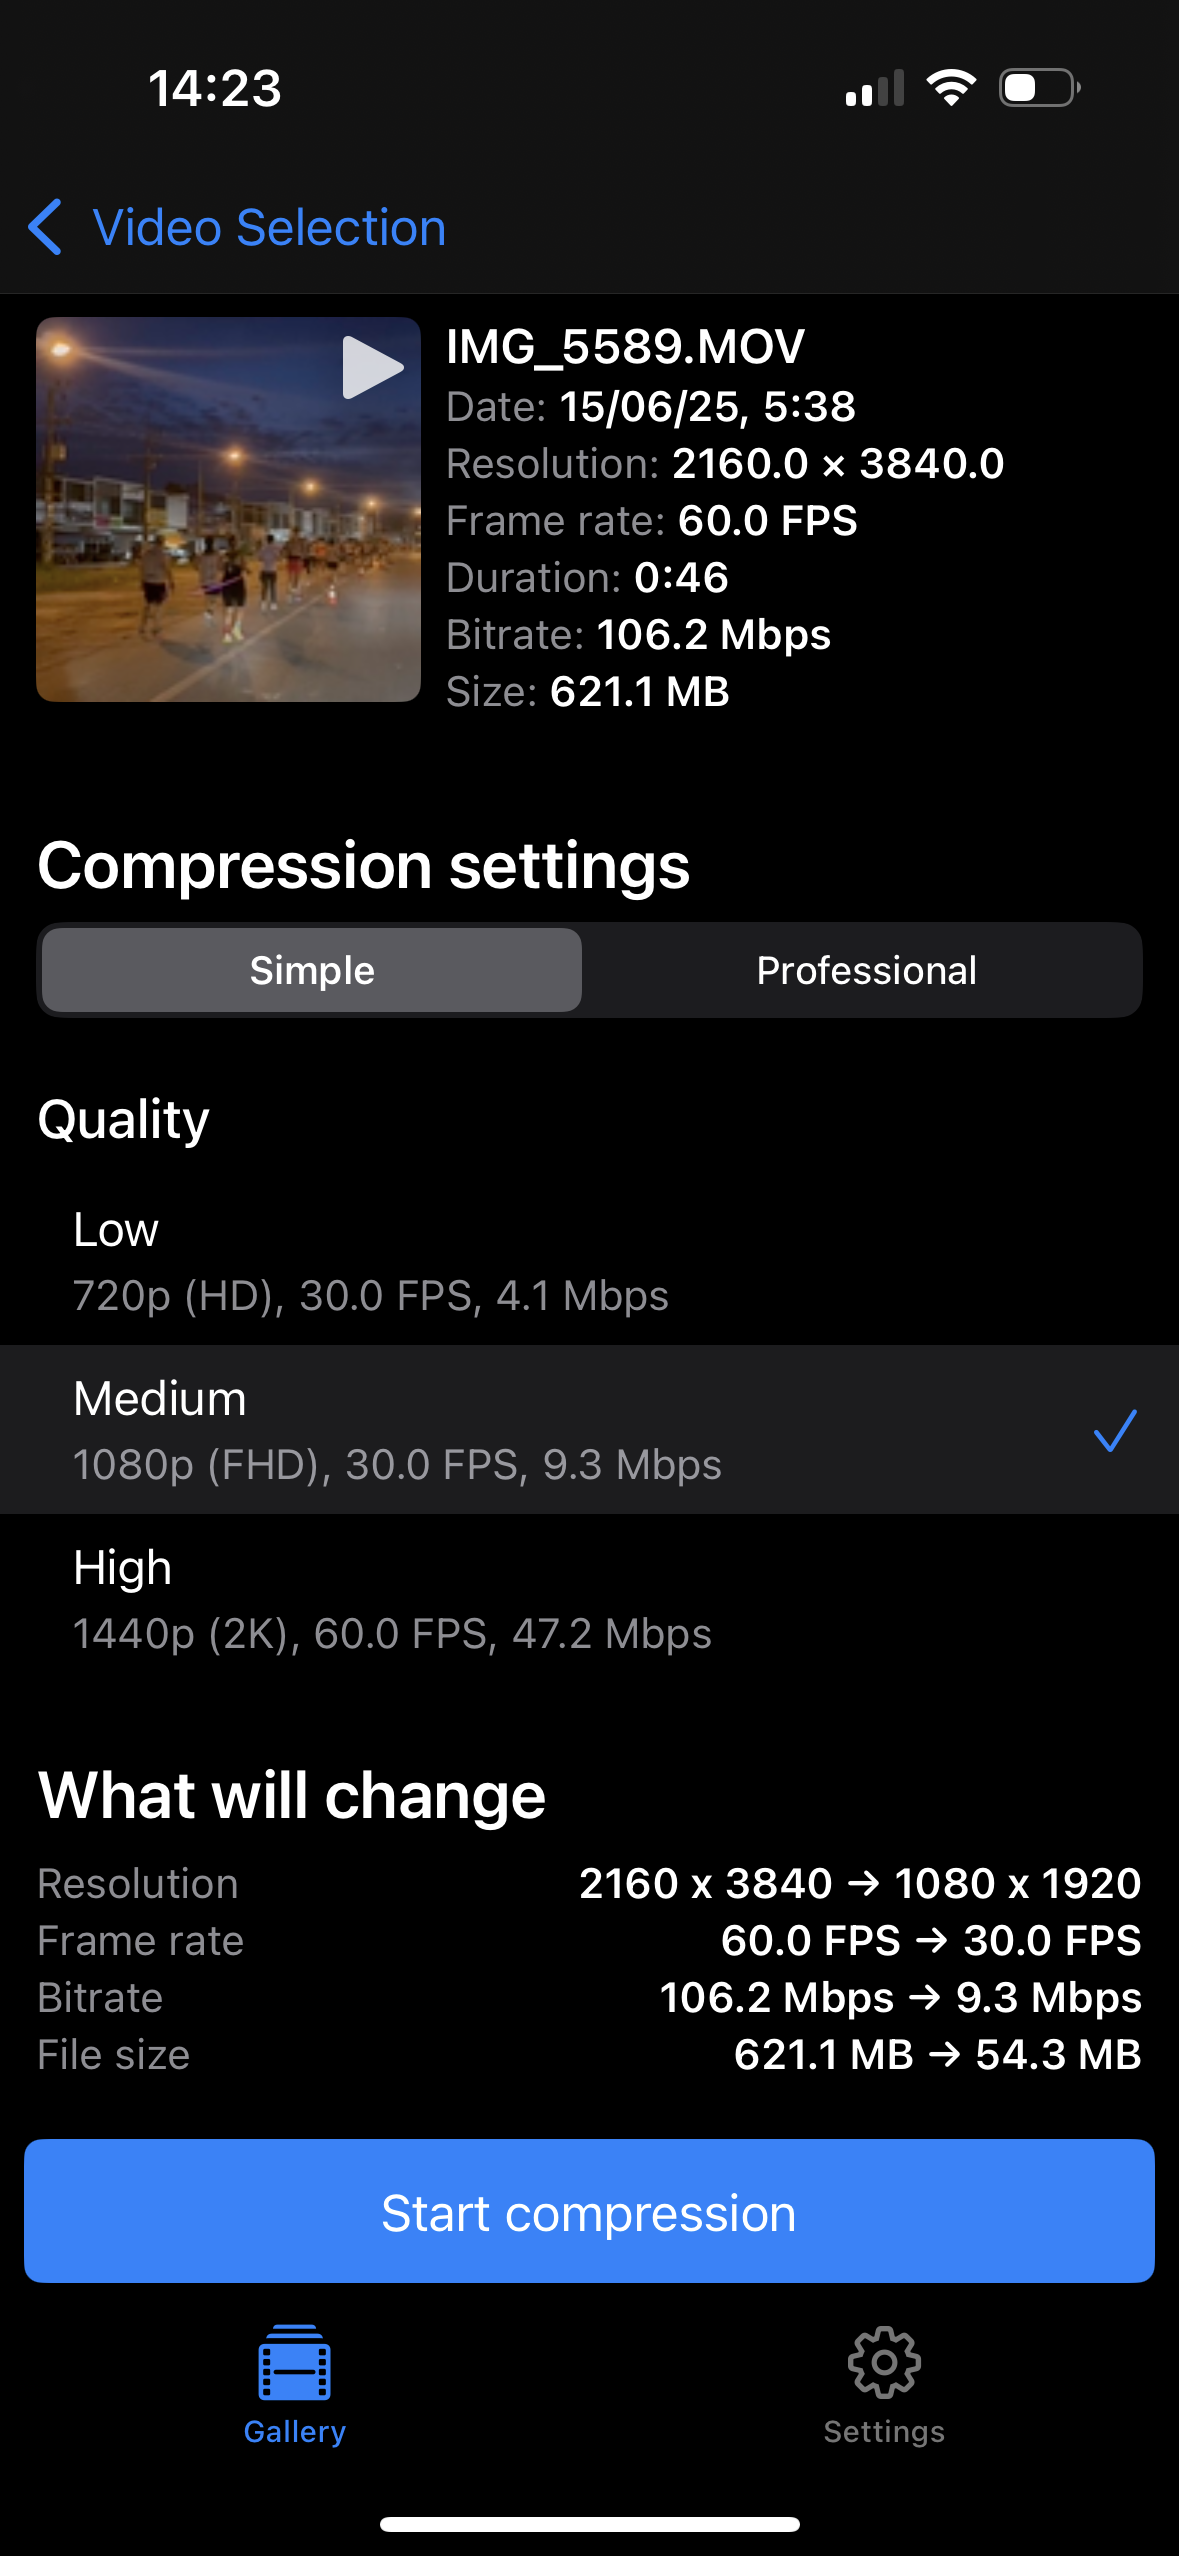 14:23
Video Selection
IMG_5589.MOV
Date: 15/06/25, 5:38
Resolution: 2160.0 × 3840.0
Frame rate: 60.0 FPS
Duration: 0:46
Bitrate: 106.2 Mbps
Size: 621.1 MB
Compression settings
Simple Professional
Quality
Low
720p (HD), 30.0 FPS, 4.1 Mbps
Medium
1080p (FHD), 30.0 FPS, 9.3 Mbps
High
1440p (2K), 60.0 FPS, 47.2 Mbps
What will change
Resolution 2160 x 3840 → 1080 x 1920
Frame rate 60.0 FPS → 30.0 FPS
Bitrate 106.2 Mbps → 9.3 Mbps
File size 621.1 MB → 54.3 MB
Start compression
Gallery Settings